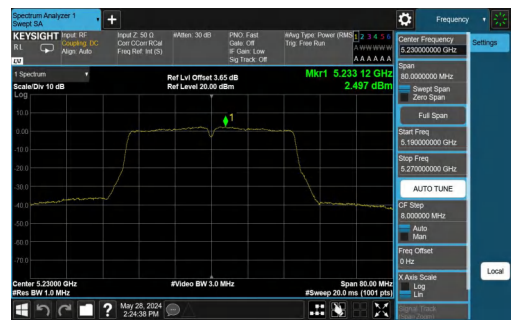 Spectrum Analyzer 1
Swept SA
Frequency
KEYSIGHT
RL
LV
Input: RF
Coupling: DC
Align: Auto
Input Z: 50 Ω
Corr CCorr RCal
Freq Ref: Int (S)
#Atten: 30 dB
PNO: Fast
Gate: Off
IF Gain: Low
Sig Track: Off
#Avg Type: Power (RMS)
Trig: Free Run
1 2 3 4 5 6
A W W W W W
A A A A A A
1 Spectrum
Scale/Div 10 dB
Log
Ref Lvl Offset 3.65 dB
Ref Level 20.00 dBm
Mkr1 5.233 12 GHz
2.497 dBm
1
10.0
0.00
-10.0
-20.0
-30.0
-40.0
-50.0
-60.0
-70.0
Center 5.23000 GHz
#Res BW 1.0 MHz
#Video BW 3.0 MHz
Span 80.00 MHz
#Sweep 20.0 ms (1001 pts)
Center Frequency
5.230000000 GHz
Span
80.0000000 MHz
Swept Span
Zero Span
Full Span
Start Freq
5.190000000 GHz
Stop Freq
5.270000000 GHz
AUTO TUNE
CF Step
8.000000 MHz
Auto
Man
Freq Offset
0 Hz
X Axis Scale
Log
Lin
Signal Track
Settings
Local
May 28, 2024
2:24:38 PM